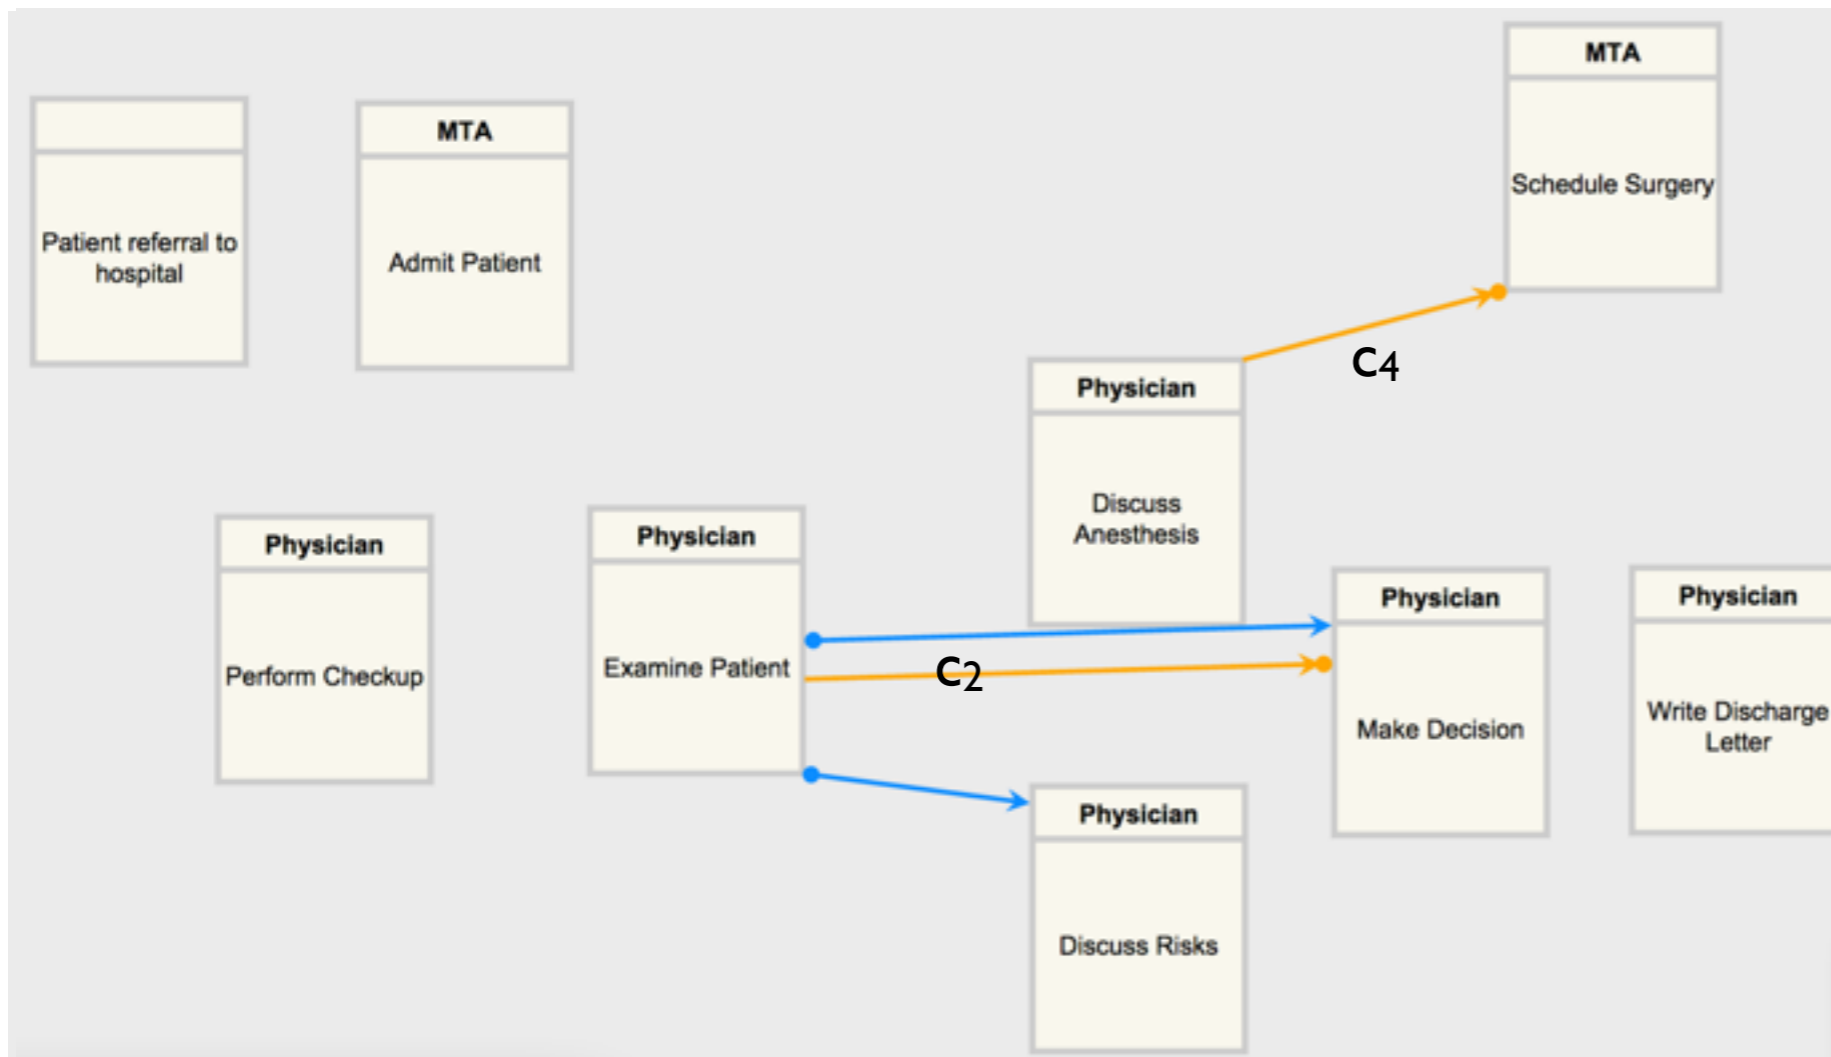 MTA
Schedule Surgery
Patient referral to
hospital
MTA
Admit Patient
C4
Physician
Discuss
Anesthesis
Physician
Perform Checkup
Physician
Examine Patient
C2
Physician
Make Decision
Physician
Write Discharge
Letter
Physician
Discuss Risks